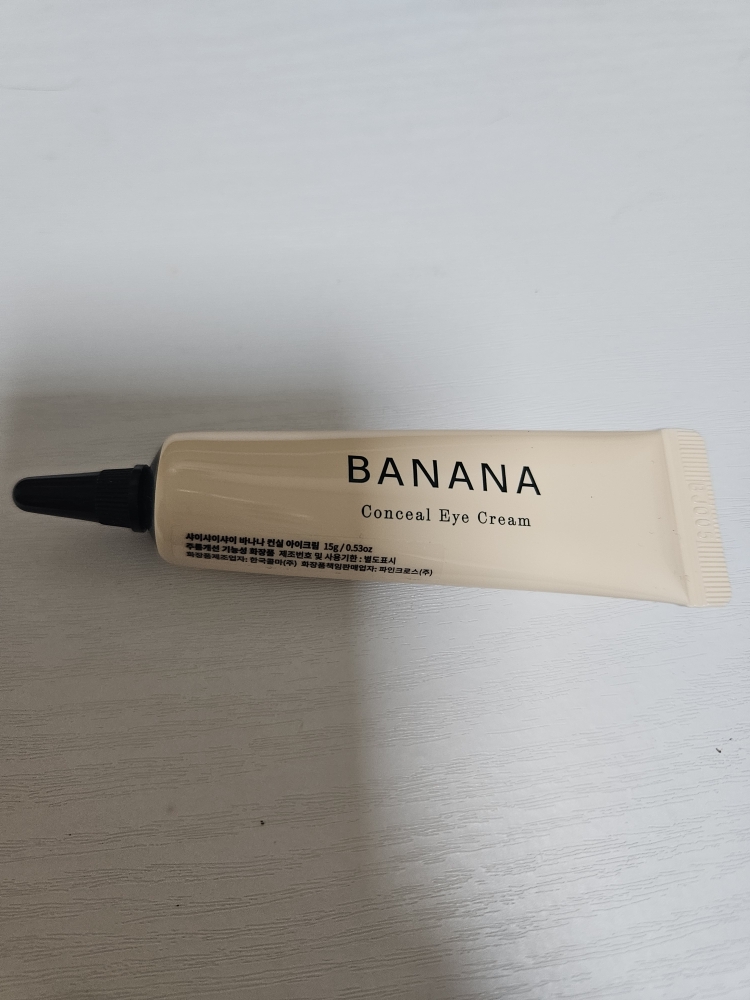 BANANA
Conceal Eye Cream
샤이샤이샤이 바나나 컨실 아이크림 15g / 0.53oz
주름개선 기능성 화장품 제조번호 및 사용기한 : 별도표시
화장품제조업자: 한국콜마(주) 화장품책임판매업자: 파인크로스(주)